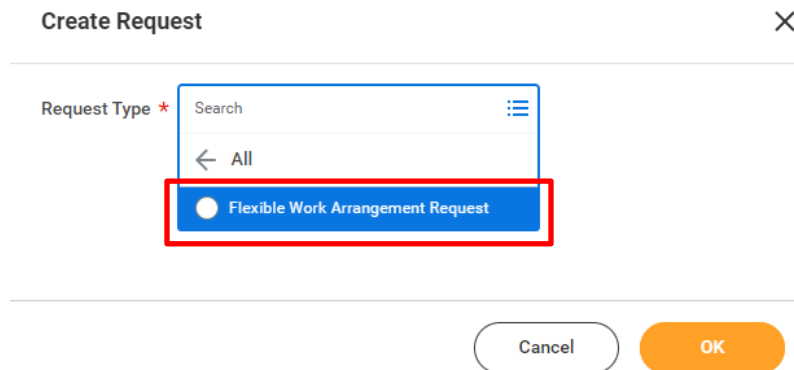 Create Request
Request Type *
Search
All
Flexible Work Arrangement Request
Cancel
OK